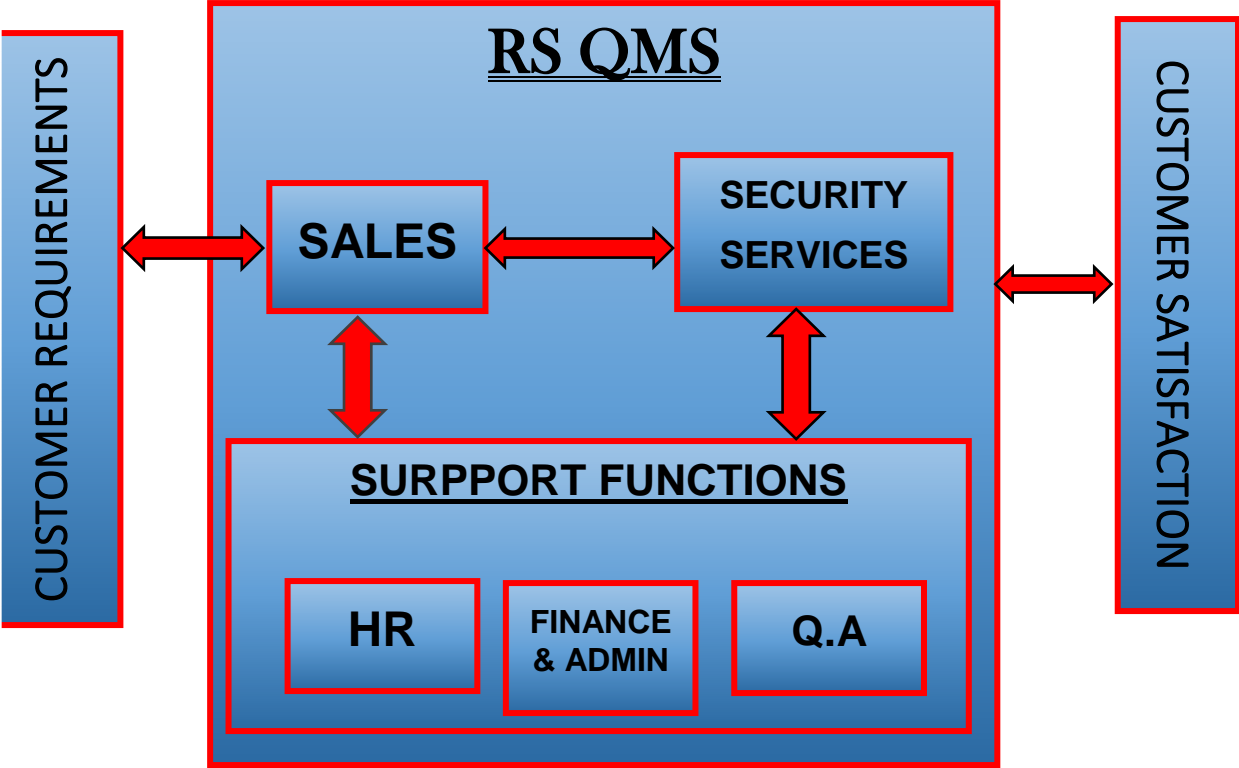 CUSTOMER REQUIREMENTS
RS QMS
SALES
SECURITY
SERVICES
SURPPORT FUNCTIONS
HR
FINANCE
& ADMIN
Q.A
CUSTOMER SATISFACTION